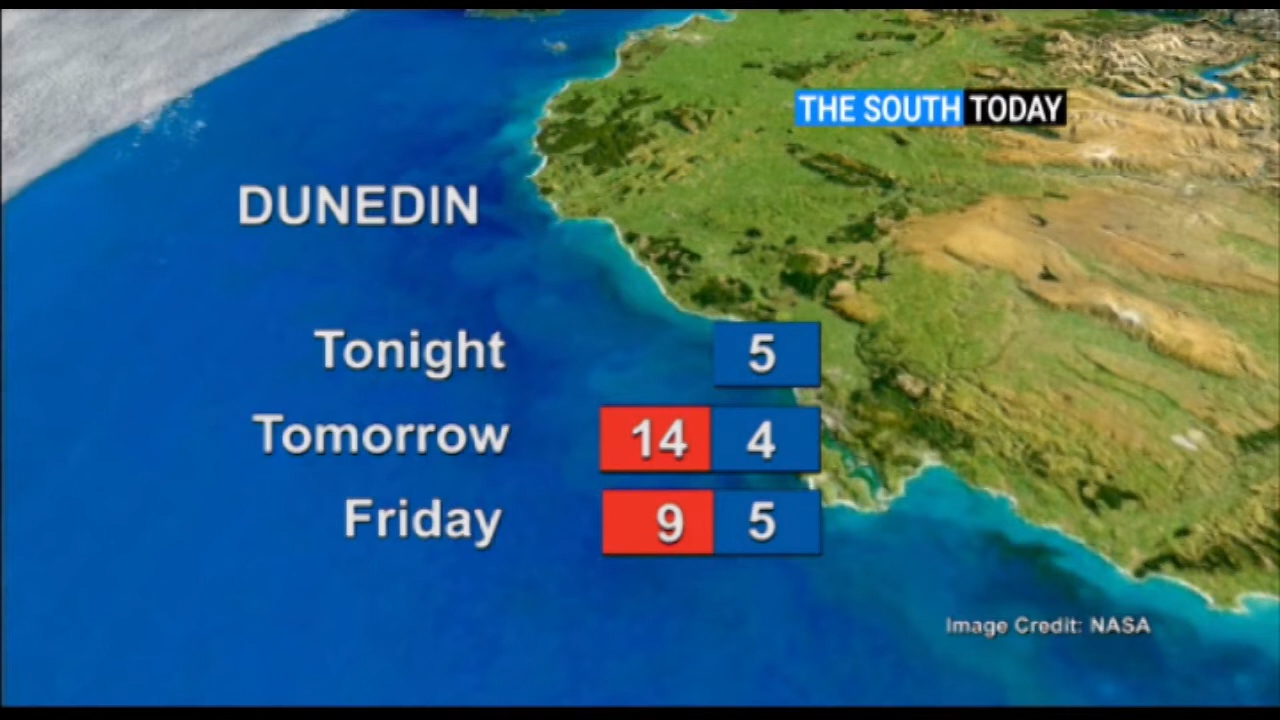 THE SOUTH TODAY
DUNEDIN
Tonight 5
Tomorrow 14 4
Friday 9 5
Image Credit: NASA